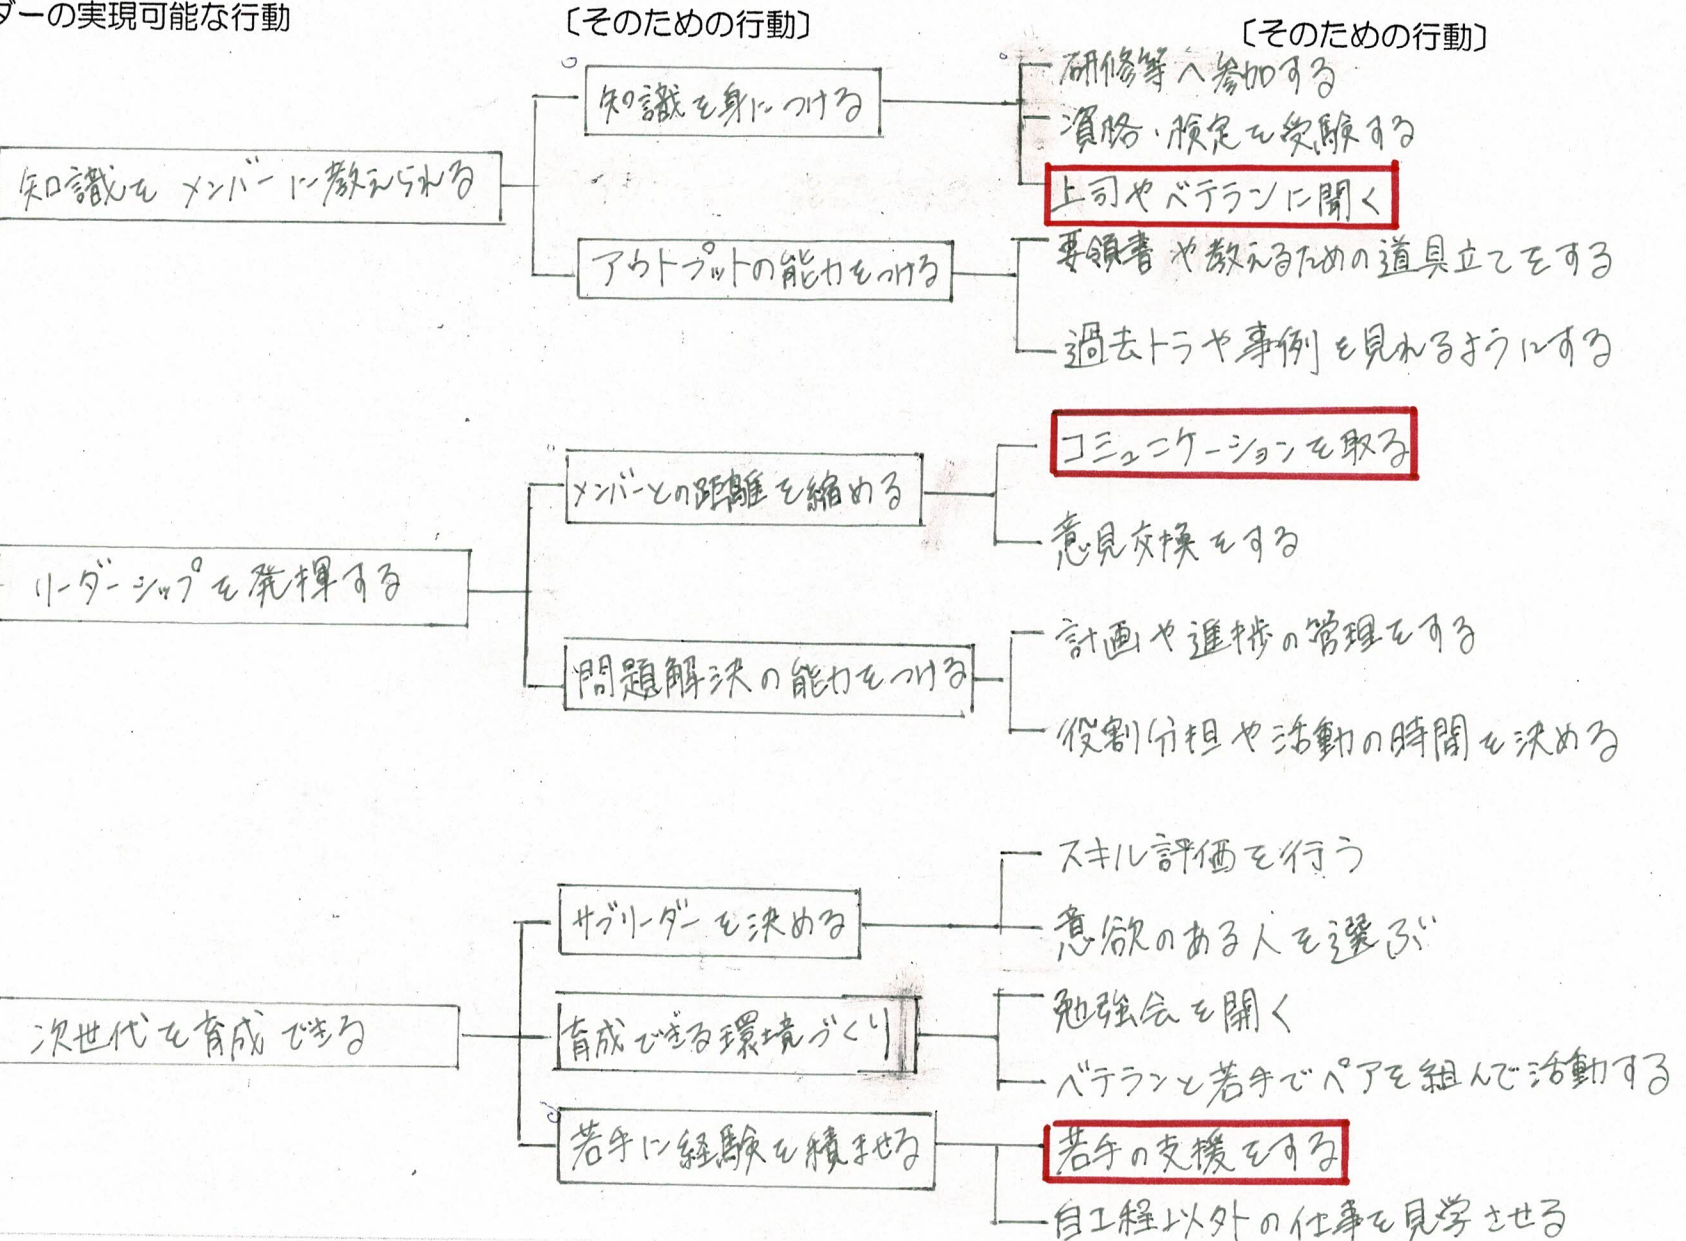 ダーの実現可能な行動
〔そのための行動〕
〔そのための行動〕
知識をメンバーに教えられる
知識を身につける
研修等へ参加する
資格・検定を受験する
上司やベテランに聞く
アウトプットの能力をつける
要領書や教えるための道具立てをする
過去トラや事例を見れるようにする
リーダーシップを発揮する
メンバーとの距離を縮める
コミュニケーションを取る
意見交換をする
問題解決の能力をつける
計画や進捗の管理をする
役割分担や活動の時間を決める
次世代を育成できる
サブリーダーを決める
スキル評価を行う
意欲のある人を選ぶ
育成できる環境づくり
勉強会を開く
ベテランと若手でペアを組んで活動する
若手に経験を積ませる
若手の支援をする
自工程以外の仕事を見学させる